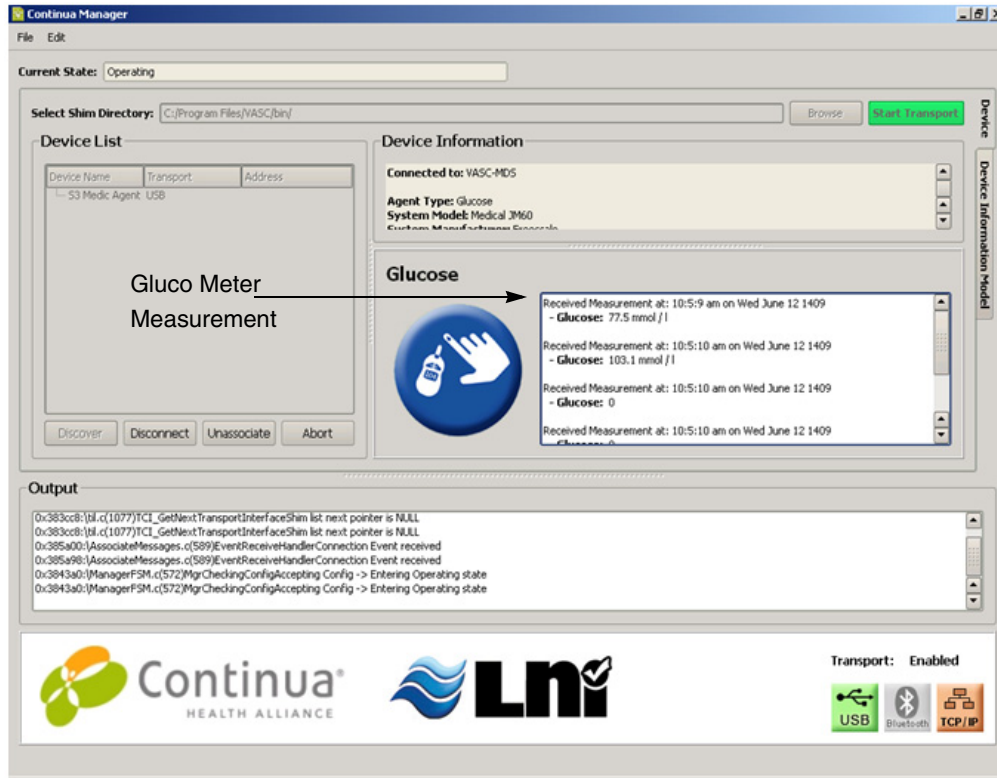 Continua Manager
File Edit
Current State: Operating
Select Shim Directory: C:/Program Files/VASC/bin/ Browse Start Transport
Device
Device Information Model
Device List
Device Name Transport Address
S3 Medic Agent USB
Discover Disconnect Unassociate Abort
Device Information
Connected to: VASC-MDS
Agent Type: Glucose
System Model: Medical JM60
System Manufacturer: Freescale
Gluco Meter
Measurement
Glucose
Received Measurement at: 10:5:9 am on Wed June 12 1409
- Glucose: 77.5 mmol / l
Received Measurement at: 10:5:10 am on Wed June 12 1409
- Glucose: 103.1 mmol / l
Received Measurement at: 10:5:10 am on Wed June 12 1409
- Glucose: 0
Received Measurement at: 10:5:10 am on Wed June 12 1409
- Glucose: 0
Output
0x383cc8:\til.c(1077)TCI_GetNextTransportInterfaceShim list next pointer is NULL
0x383cc8:\til.c(1077)TCI_GetNextTransportInterfaceShim list next pointer is NULL
0x385a00:\AssociateMessages.c(589)EventReceiveHandlerConnection Event received
0x385a98:\AssociateMessages.c(589)EventReceiveHandlerConnection Event received
0x3843a0:\ManagerFSM.c(572)MgrCheckingConfigAccepting Config -> Entering Operating state
0x3843a0:\ManagerFSM.c(572)MgrCheckingConfigAccepting Config -> Entering Operating state
Continua®
HEALTH ALLIANCE
LNI
Transport: Enabled
USB Bluetooth TCP/IP